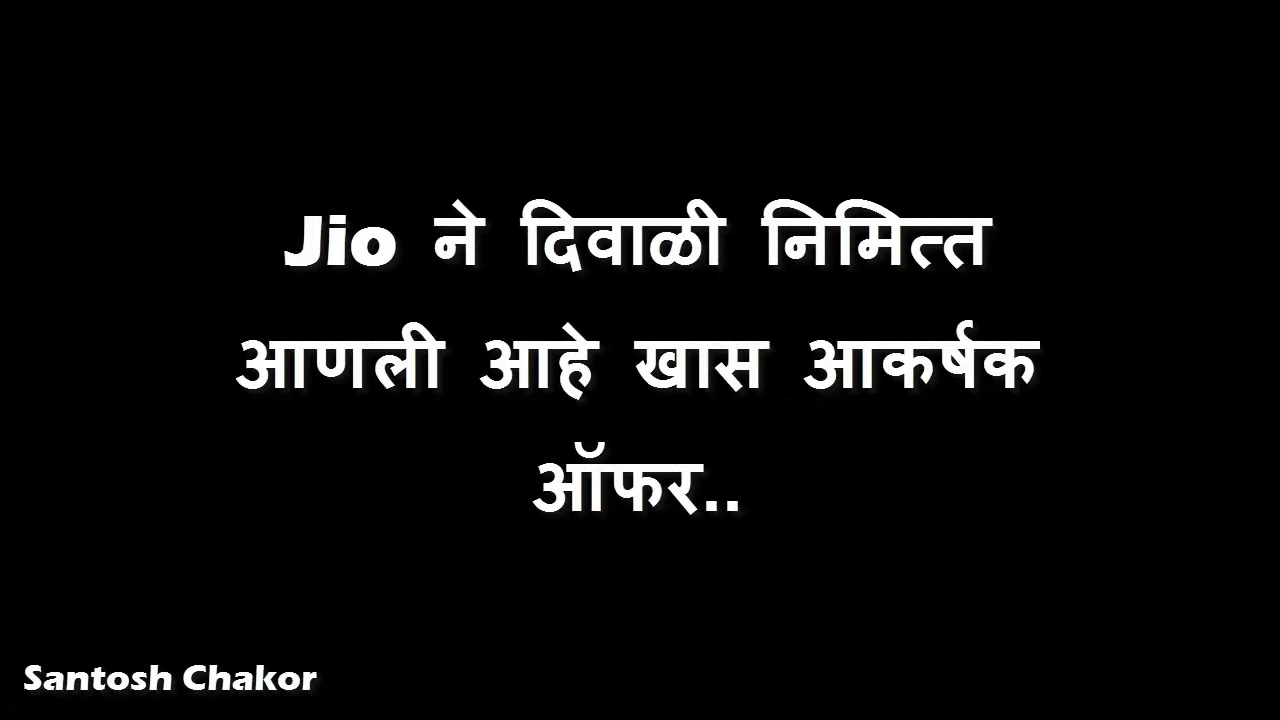 Jio ने दिवाळी निमित्त
आणली आहे खास आकर्षक
ऑफर..
Santosh Chakor